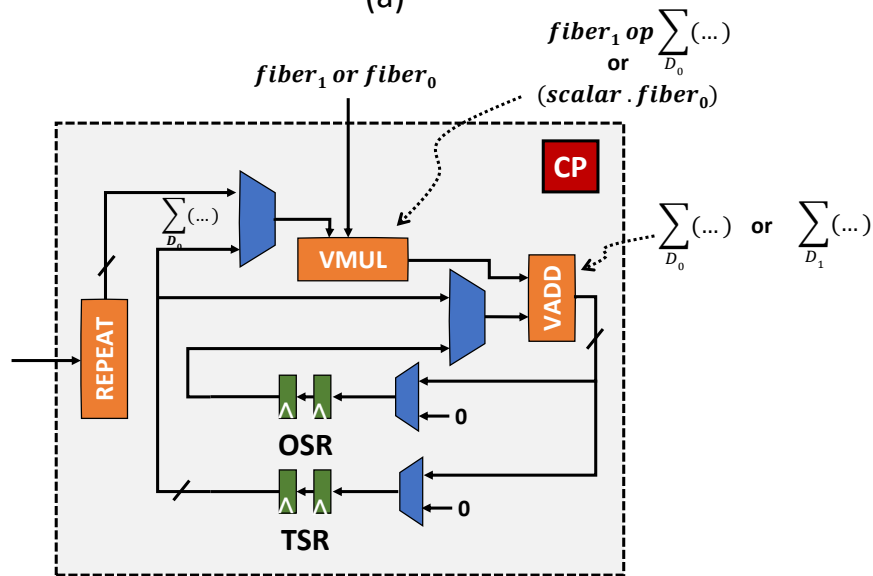 (a)
fiber₁ op ∑(...)
D₀
or
(scalar . fiber₀)
fiber₁ or fiber₀
CP
∑(...)
D₀
VMUL
∑(...) or ∑(...)
D₀ D₁
VADD
REPEAT
0
OSR
0
TSR